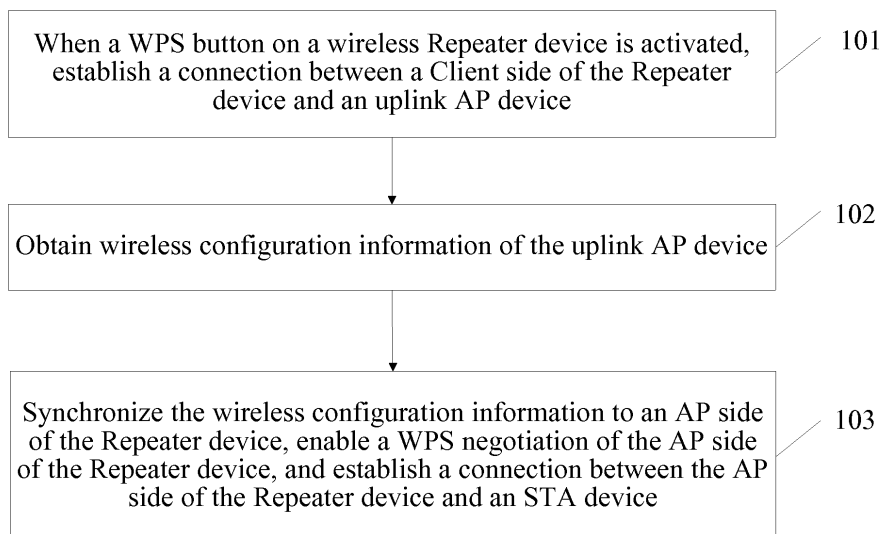 When a WPS button on a wireless Repeater device is activated,
establish a connection between a Client side of the Repeater
device and an uplink AP device
101
Obtain wireless configuration information of the uplink AP device
102
Synchronize the wireless configuration information to an AP side
of the Repeater device, enable a WPS negotiation of the AP side
of the Repeater device, and establish a connection between the AP
side of the Repeater device and an STA device
103